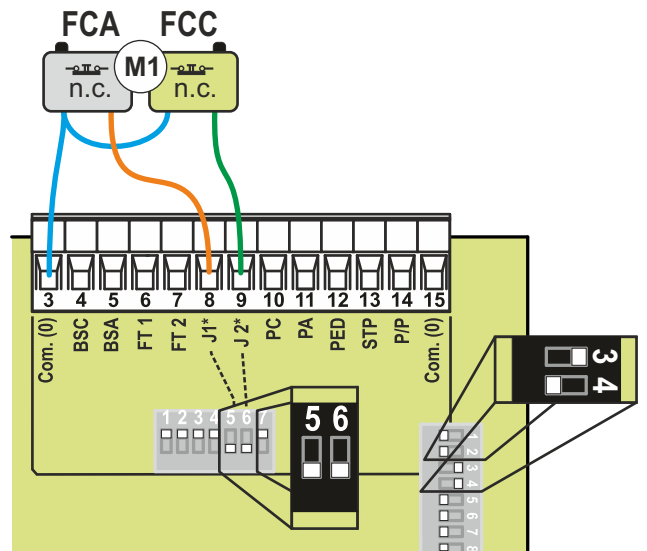 FCA FCC
M1
n.c. n.c.
3 4 5 6 7 8 9 10 11 12 13 14 15
Com. (0) BSC BSA FT 1 FT 2 J1* J 2* PC PA PED STP P/P Com. (0)
3
4
1 2 3 4 5 6 7
5 6
1
2
3
4
5
6
7
8